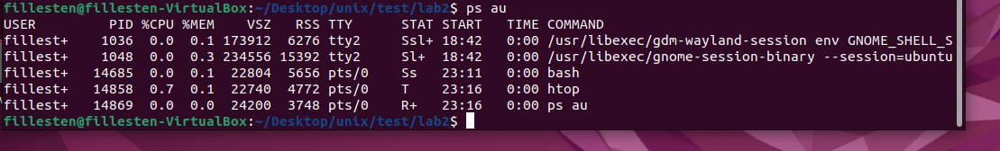 fillesten@fillesten-VirtualBox:~/Desktop/unix/test/lab2$ ps au
USER PID %CPU %MEM VSZ RSS TTY STAT START TIME COMMAND
fillest+ 1036 0.0 0.1 173912 6276 tty2 Ssl+ 18:42 0:00 /usr/libexec/gdm-wayland-session env GNOME_SHELL_S
fillest+ 1048 0.0 0.3 234556 15392 tty2 Sl+ 18:42 0:00 /usr/libexec/gnome-session-binary --session=ubuntu
fillest+ 14685 0.0 0.1 22804 5656 pts/0 Ss 23:11 0:00 bash
fillest+ 14858 0.7 0.1 22740 4772 pts/0 T 23:16 0:00 htop
fillest+ 14869 0.0 0.0 24200 3748 pts/0 R+ 23:16 0:00 ps au
fillesten@fillesten-VirtualBox:~/Desktop/unix/test/lab2$